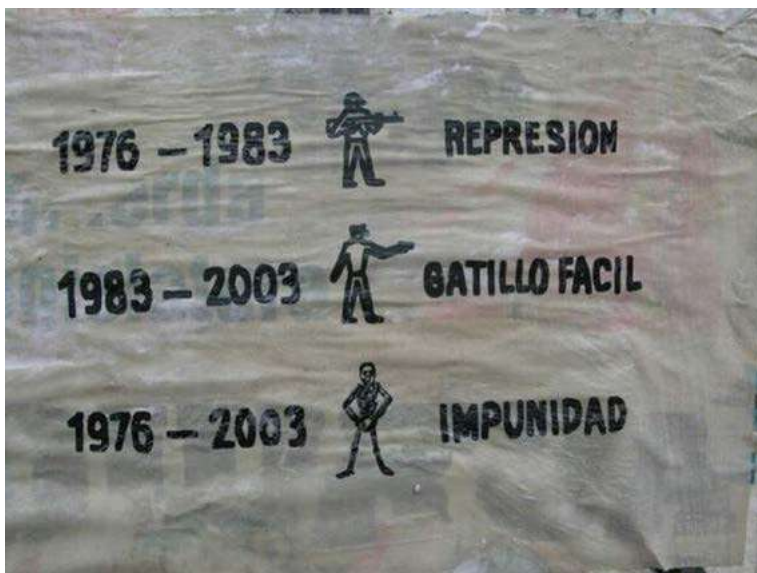 1976 – 1983 REPRESION
1983 – 2003 GATILLO FACIL
1976 – 2003 IMPUNIDAD